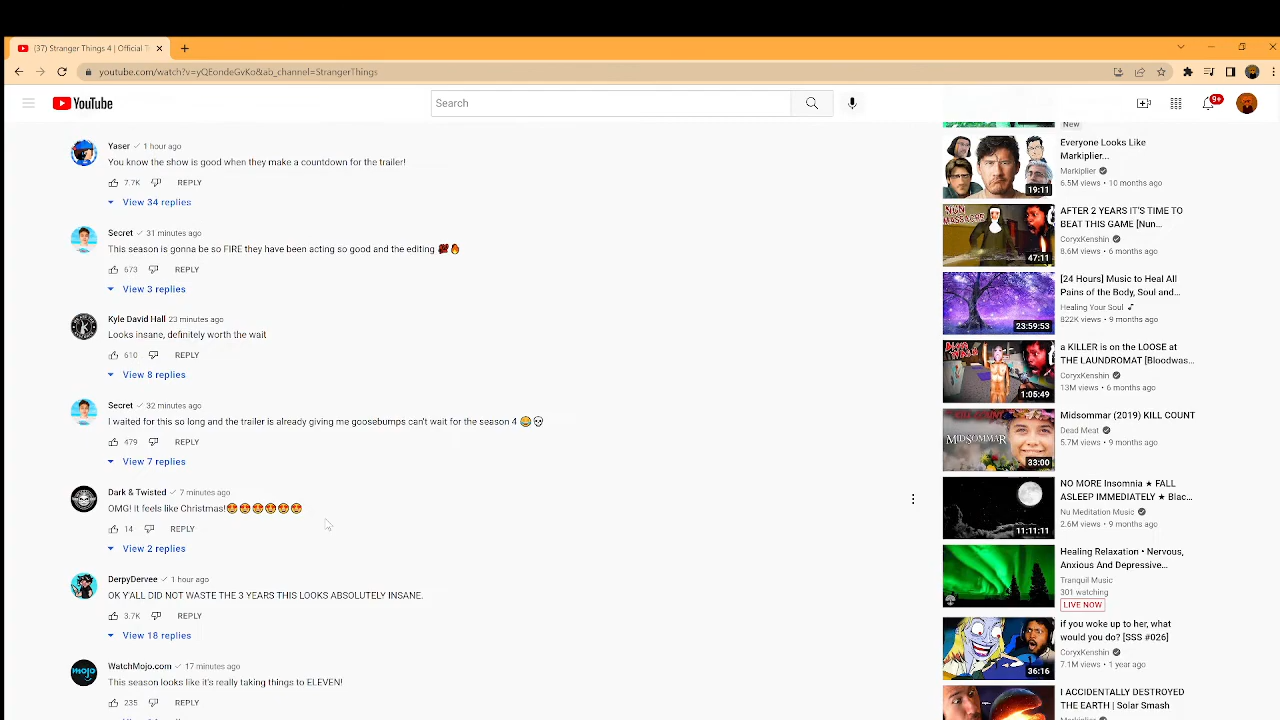 (37) Stranger Things 4 | Official T
youtube.com/watch?v=yQEondeGvKo&ab_channel=StrangerThings
YouTube
Search
9+
Yaser 1 hour ago
You know the show is good when they make a countdown for the trailer!
7.7K REPLY
View 34 replies
Secret 31 minutes ago
This season is gonna be so FIRE they have been acting so good and the editing 💯🔥
673 REPLY
View 3 replies
Kyle David Hall 23 minutes ago
Looks insane, definitely worth the wait
610 REPLY
View 8 replies
Secret 32 minutes ago
I waited for this so long and the trailer already gives me goosebumps can't wait for the season 4
479 REPLY
View 7 replies
Dark & Twisted 7 minutes ago
OMG! It feels like Christmas!😍😍😍😍😍😍
14 REPLY
View 2 replies
DerpyDervee 1 hour ago
OK Y'ALL DID NOT WASTE THE 3 YEARS THIS LOOKS ABSOLUTELY INSANE.
3.7K REPLY
View 18 replies
WatchMojo.com 17 minutes ago
This season looks like it's really taking things to ELEVEN
235 REPLY
New
Everyone Looks Like
Markiplier...
Markiplier
6.5M views • 10 months ago
19:11
AFTER 2 YEARS IT'S TIME TO
BEAT THIS GAME [Nun...
CoryxKenshin
8.6M views • 6 months ago
NUN MASSACRE
47:11
[24 Hours] Music to Heal All
Pains of the Body, Soul and...
Healing Your Soul
822K views • 9 months ago
23:59:53
a KILLER is on the LOOSE at
THE LAUNDROMAT [Bloodwas...
CoryxKenshin
13M views • 6 months ago
1:05:49
Midsommar (2019) KILL COUNT
Dead Meat
5.7M views • 9 months ago
KILL COUNT
MIDSOMMAR
33:00
NO MORE Insomnia ★ FALL
ASLEEP IMMEDIATELY ★ Blac...
Nu Meditation Music
2.6M views • 9 months ago
11:11:11
Healing Relaxation • Nervous,
Anxious And Depressive...
Tranquil Music
301 watching
LIVE NOW
if you woke up to her, what
would you do? [SSS #026]
CoryxKenshin
7.1M views • 1 year ago
36:16
I ACCIDENTALLY DESTROYED
THE EARTH | Solar Smash
Markiplier
mojo